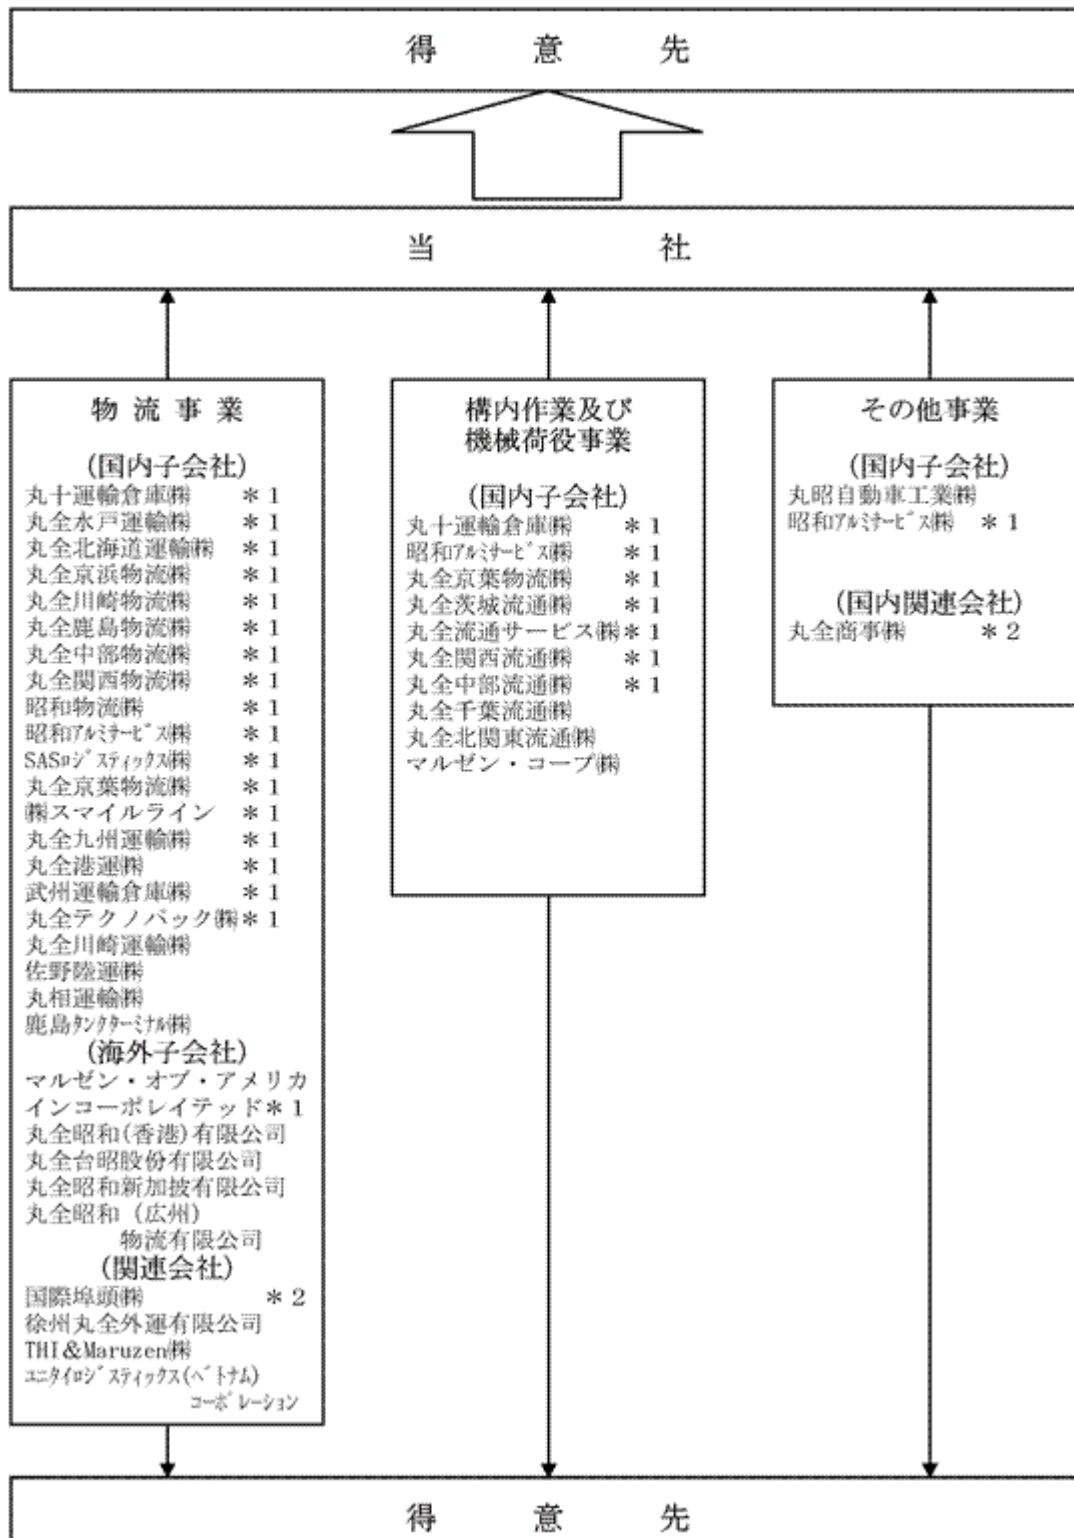 得 意 先
当 社
物 流 事 業
(国内子会社)
丸十運輸倉庫㈱ ＊1
丸全水戸運輸㈱ ＊1
丸全北海道運輸㈱ ＊1
丸全京浜物流㈱ ＊1
丸全川崎物流㈱ ＊1
丸全鹿島物流㈱ ＊1
丸全中部物流㈱ ＊1
丸全関西物流㈱ ＊1
昭和物流㈱ ＊1
昭和ｱﾙﾐｻｰﾋﾞｽ㈱ ＊1
SASﾛｼﾞｽﾃｨｯｸｽ㈱ ＊1
丸全京葉物流㈱ ＊1
㈱スマイルライン ＊1
丸全九州運輸㈱ ＊1
丸全港運㈱ ＊1
武州運輸倉庫㈱ ＊1
丸全テクノパック㈱＊1
丸全川崎運輸㈱
佐野陸運㈱
丸相運輸㈱
鹿島ﾀﾝｸﾀｰﾐﾅﾙ㈱
(海外子会社)
マルゼン・オブ・アメリカ
インコーポレイテッド＊1
丸全昭和(香港)有限公司
丸全台昭股份有限公司
丸全昭和新加披有限公司
丸全昭和（広州）
物流有限公司
(関連会社)
国際埠頭㈱ ＊2
徐州丸全外運有限公司
THI＆Maruzen㈱
ﾕﾆﾀｲﾛｼﾞｽﾃｨｯｸｽ(ﾍﾞﾄﾅﾑ)
ｺｰﾎﾟﾚｰｼｮﾝ
構内作業及び
機械荷役事業
(国内子会社)
丸十運輸倉庫㈱ ＊1
昭和ｱﾙﾐｻｰﾋﾞｽ㈱ ＊1
丸全京葉物流㈱ ＊1
丸全茨城流通㈱ ＊1
丸全流通サービス㈱＊1
丸全関西流通㈱ ＊1
丸全中部流通㈱ ＊1
丸全千葉流通㈱
丸全北関東流通㈱
マルゼン・コープ㈱
その他事業
(国内子会社)
丸昭自動車工業㈱
昭和ｱﾙﾐｻｰﾋﾞｽ㈱ ＊1
(国内関連会社)
丸全商事㈱ ＊2
得 意 先